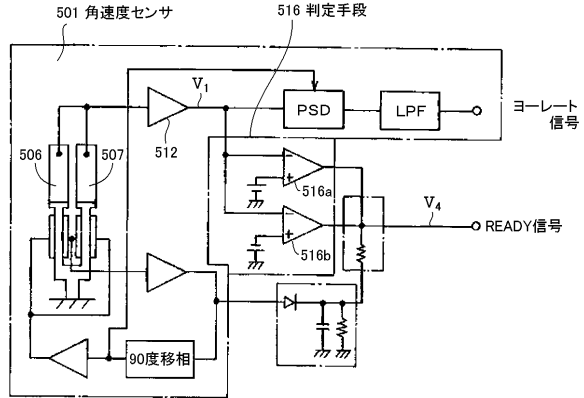 501 角速度センサ
516 判定手段
V1
512
PSD
LPF
ヨーレート
信号
506
507
－
＋
516a
－
＋
516b
V4
READY信号
90度移相